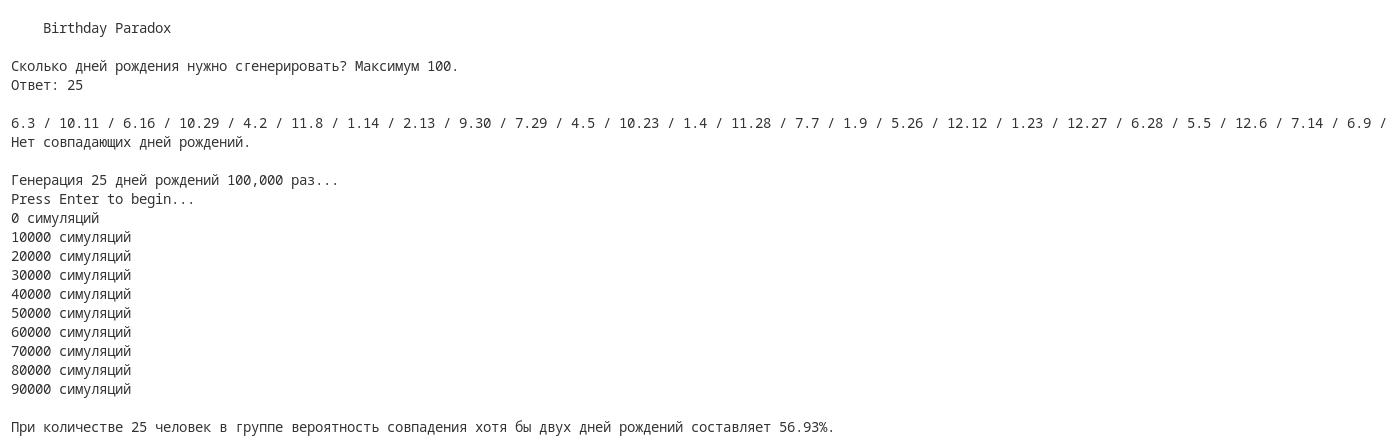 Birthday Paradox
Сколько дней рождения нужно сгенерировать? Максимум 100.
Ответ: 25
6.3 / 10.11 / 6.16 / 10.29 / 4.2 / 11.8 / 1.14 / 2.13 / 9.30 / 7.29 / 4.5 / 10.23 / 1.4 / 11.28 / 7.7 / 1.9 / 5.26 / 12.12 / 1.23 / 12.27 / 6.28 / 5.5 / 12.6 / 7.14 / 6.9 /
Нет совпадающих дней рождений.
Генерация 25 дней рождений 100,000 раз...
Press Enter to begin...
0 симуляций
10000 симуляций
20000 симуляций
30000 симуляций
40000 симуляций
50000 симуляций
60000 симуляций
70000 симуляций
80000 симуляций
90000 симуляций
При количестве 25 человек в группе вероятность совпадения хотя бы двух дней рождений составляет 56.93%.